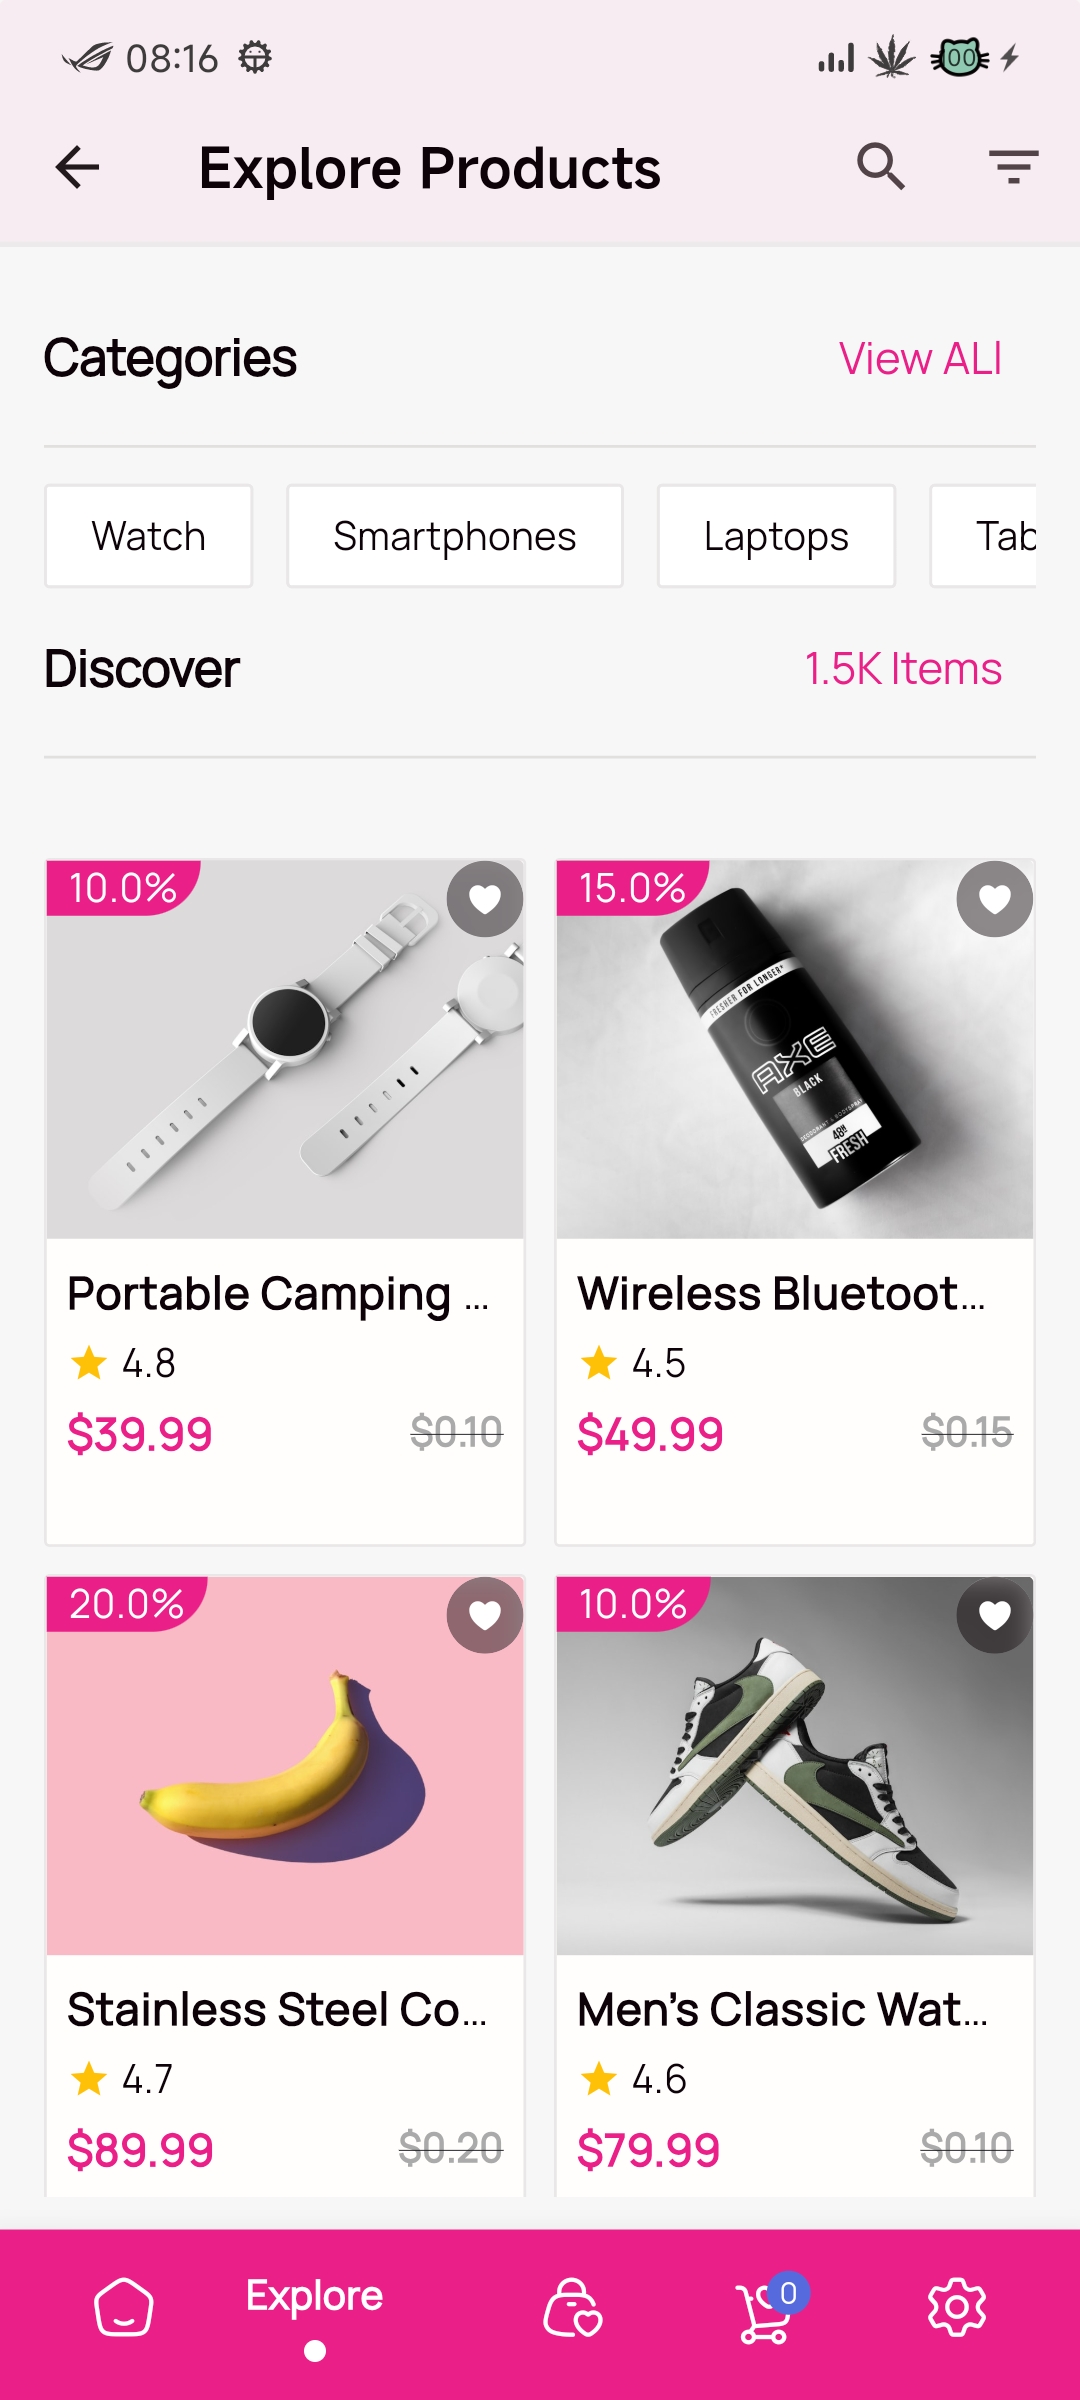 08:16
Explore Products
Categories
View ALl
Watch
Smartphones
Laptops
Tab
Discover
1.5K Items
10.0%
15.0%
FRESHER FOR LONGER*
AXE
BLACK
DEODORANT & BODYSPRAY
48H
FRESH
Portable Camping ...
Wireless Bluetoot...
4.8
4.5
$39.99
$0.10
$49.99
$0.15
20.0%
10.0%
Stainless Steel Co...
Men's Classic Wat...
4.7
4.6
$89.99
$0.20
$79.99
$0.10
Explore
0